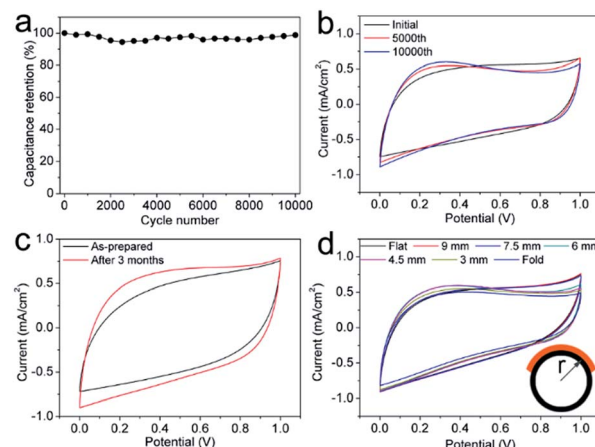 a
Capacitance retention (%)
100
80
60
40
20
0
0 2000 4000 6000 8000 10000
Cycle number
b
Initial
5000th
10000th
Current (mA/cm²)
1.0
0.5
0.0
-0.5
-1.0
0.0 0.2 0.4 0.6 0.8 1.0
Potential (V)
c
As-prepared
After 3 months
Current (mA/cm²)
1.0
0.5
0.0
-0.5
-1.0
0.0 0.2 0.4 0.6 0.8 1.0
Potential (V)
d
Flat 9 mm 7.5 mm 6 mm
4.5 mm 3 mm Fold
Current (mA/cm²)
1.0
0.5
0.0
-0.5
-1.0
r
0.0 0.2 0.4 0.6 0.8 1.0
Potential (V)